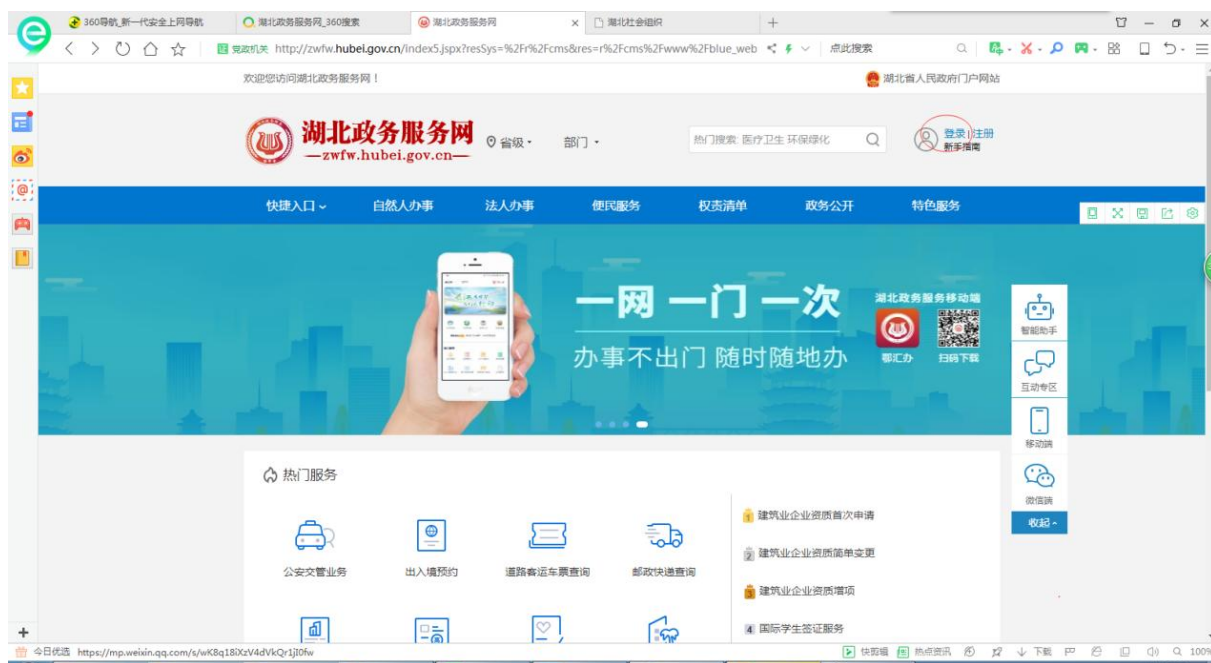 360导航_新一代安全上网导航
湖北政务服务网_360搜索
湖北政务服务网
湖北社会组织
党政机关 http://zwfw.hubei.gov.cn/index5.jspx?resSys=%2Fr%2Fcms&res=r%2Fcms%2Fwww%2Fblue_web
点此搜索
欢迎您访问湖北政务服务网！
湖北省人民政府门户网站
湖北政务服务网
—zwfw.hubei.gov.cn—
省级
部门
热门搜索: 医疗卫生 环保绿化
登录 | 注册
新手指南
快捷入口
自然人办事
法人办事
便民服务
权责清单
政务公开
特色服务
一网 一门 一次
办事不出门 随时随地办
湖北政务服务移动端
鄂汇办
扫码下载
智能助手
互动专区
移动端
微信端
收起
热门服务
公安交管业务
出入境预约
道路客运车票查询
邮政快递查询
1 建筑业企业资质首次申请
2 建筑业企业资质简单变更
3 建筑业企业资质增项
4 国际学生签证服务
今日优选
https://mp.weixin.qq.com/s/wK8q18iXzV4dVkQr1jI0fw
快剪辑
热点资讯
下载
100%